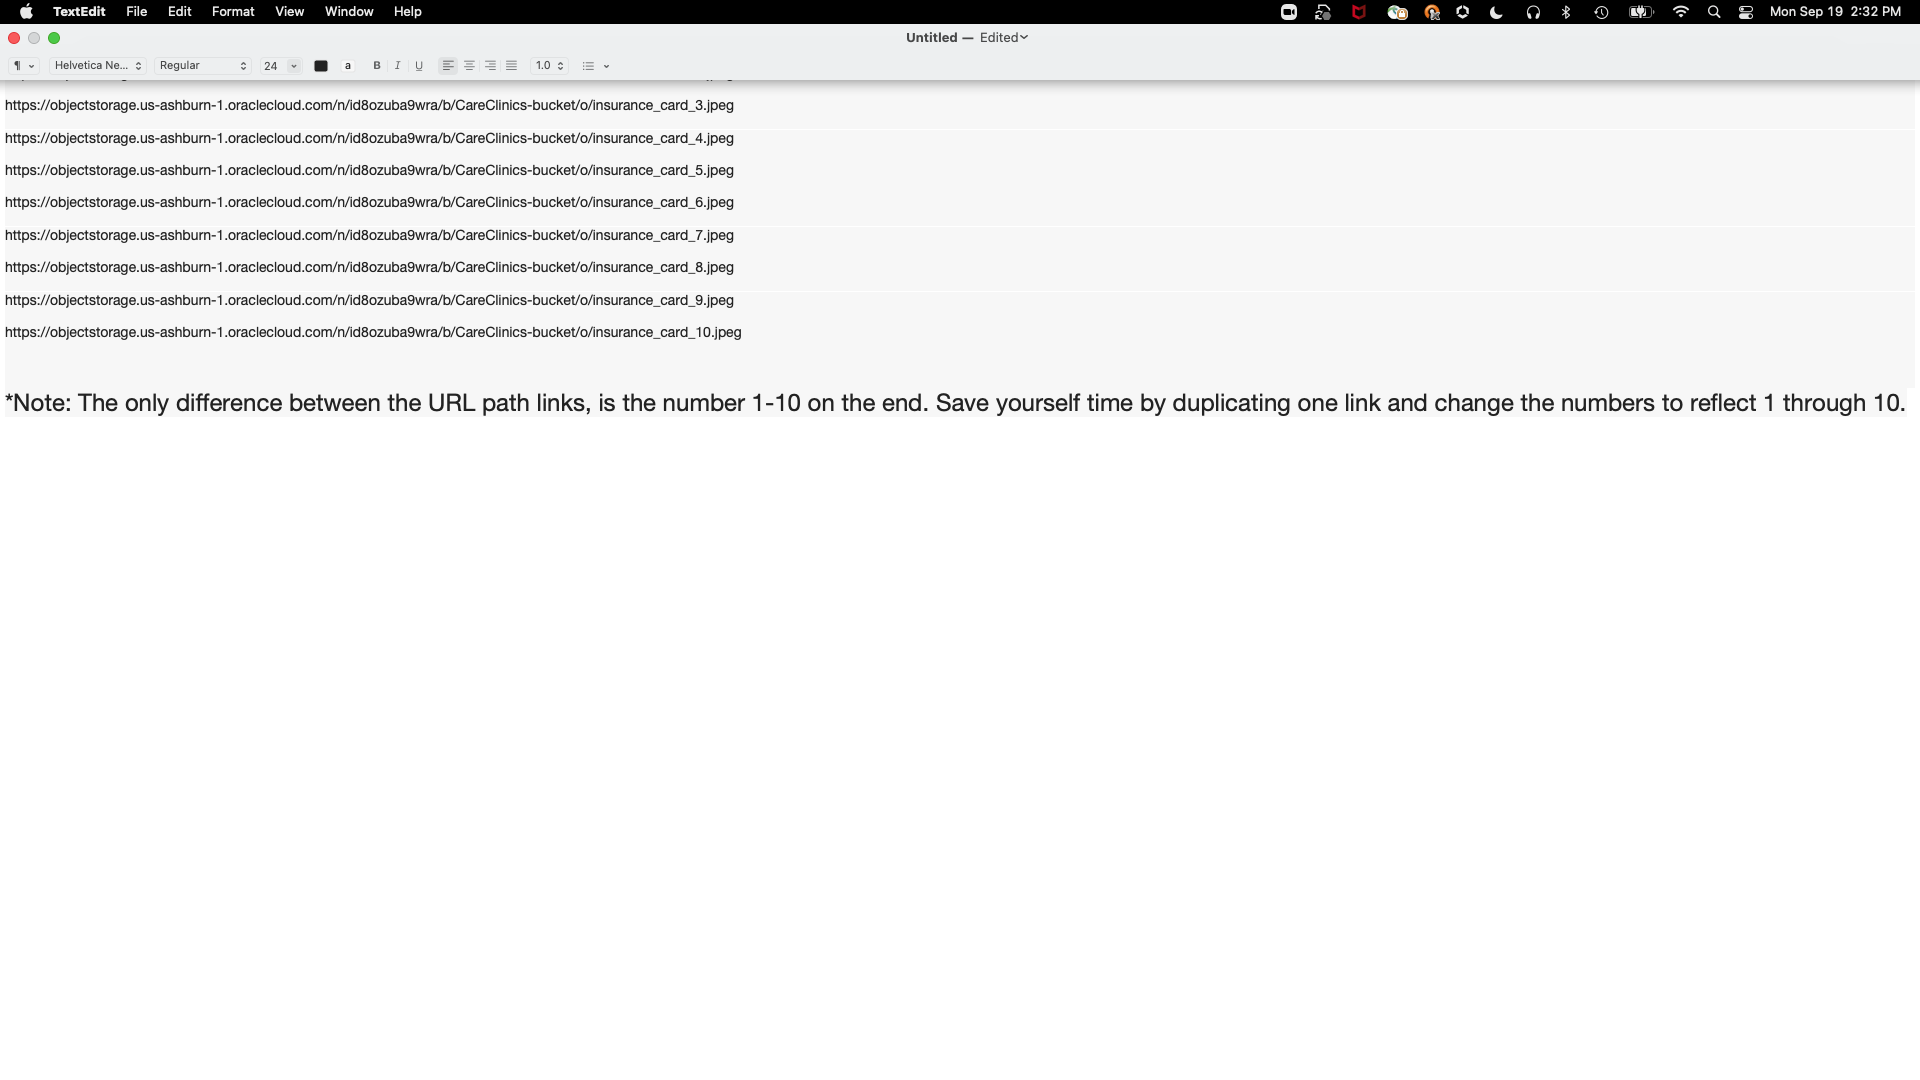 TextEdit File Edit Format View Window Help Mon Sep 19 2:32 PM
Untitled — Edited
¶ Helvetica Ne... Regular 24 a B I U 1.0
https://objectstorage.us-ashburn-1.oraclecloud.com/n/id8ozuba9wra/b/CareClinics-bucket/o/insurance_card_3.jpeg
https://objectstorage.us-ashburn-1.oraclecloud.com/n/id8ozuba9wra/b/CareClinics-bucket/o/insurance_card_4.jpeg
https://objectstorage.us-ashburn-1.oraclecloud.com/n/id8ozuba9wra/b/CareClinics-bucket/o/insurance_card_5.jpeg
https://objectstorage.us-ashburn-1.oraclecloud.com/n/id8ozuba9wra/b/CareClinics-bucket/o/insurance_card_6.jpeg
https://objectstorage.us-ashburn-1.oraclecloud.com/n/id8ozuba9wra/b/CareClinics-bucket/o/insurance_card_7.jpeg
https://objectstorage.us-ashburn-1.oraclecloud.com/n/id8ozuba9wra/b/CareClinics-bucket/o/insurance_card_8.jpeg
https://objectstorage.us-ashburn-1.oraclecloud.com/n/id8ozuba9wra/b/CareClinics-bucket/o/insurance_card_9.jpeg
https://objectstorage.us-ashburn-1.oraclecloud.com/n/id8ozuba9wra/b/CareClinics-bucket/o/insurance_card_10.jpeg
*Note: The only difference between the URL path links, is the number 1-10 on the end. Save yourself time by duplicating one link and change the numbers to reflect 1 through 10.